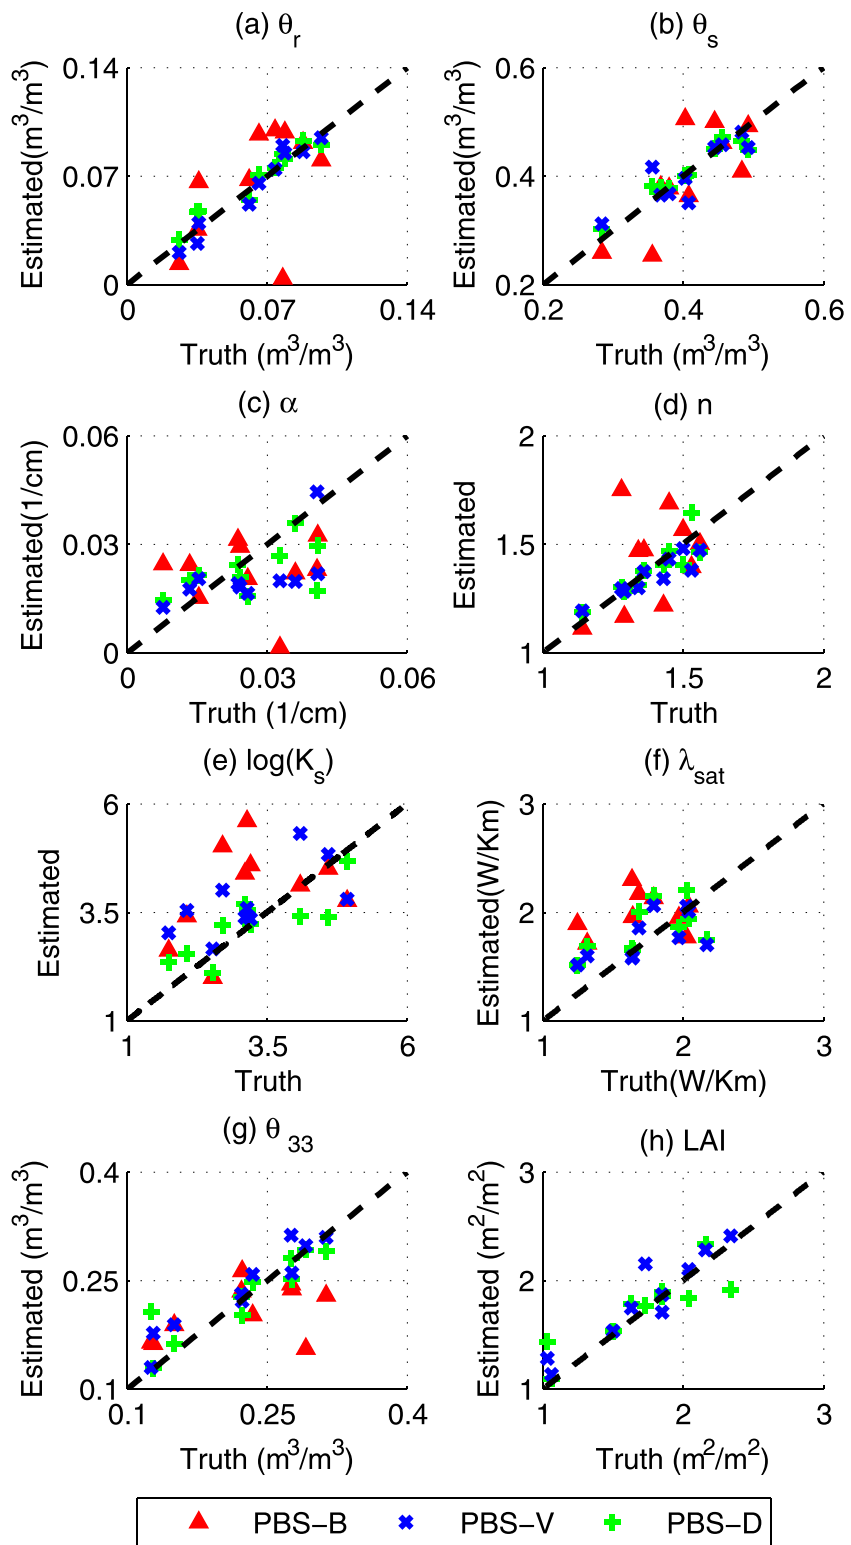 (a) θr
(b) θs
Estimated(m³/m³)
0.14
0.07
0
0
0.07
0.14
Truth (m³/m³)
Estimated(m³/m³)
0.6
0.4
0.2
0.2
0.4
0.6
Truth (m³/m³)
(c) α
(d) n
Estimated(1/cm)
0.06
0.03
0
0
0.03
0.06
Truth (1/cm)
Estimated
2
1.5
1
1
1.5
2
Truth
(e) log(Ks)
(f) λsat
Estimated
6
3.5
1
1
3.5
6
Truth
Estimated(W/Km)
3
2
1
1
2
3
Truth(W/Km)
(g) θ 33
(h) LAI
Estimated (m³/m³)
0.4
0.25
0.1
0.1
0.25
0.4
Truth (m³/m³)
Estimated (m²/m²)
3
2
1
1
2
3
Truth (m²/m²)
PBS−B PBS−V PBS−D